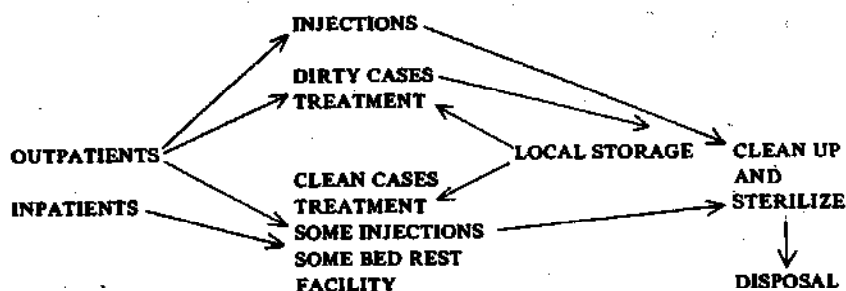 INJECTIONS
DIRTY CASES
TREATMENT
OUTPATIENTS
LOCAL STORAGE
CLEAN UP
AND
STERILIZE
CLEAN CASES
TREATMENT
INPATIENTS
SOME INJECTIONS
SOME BED REST
FACILITY
DISPOSAL